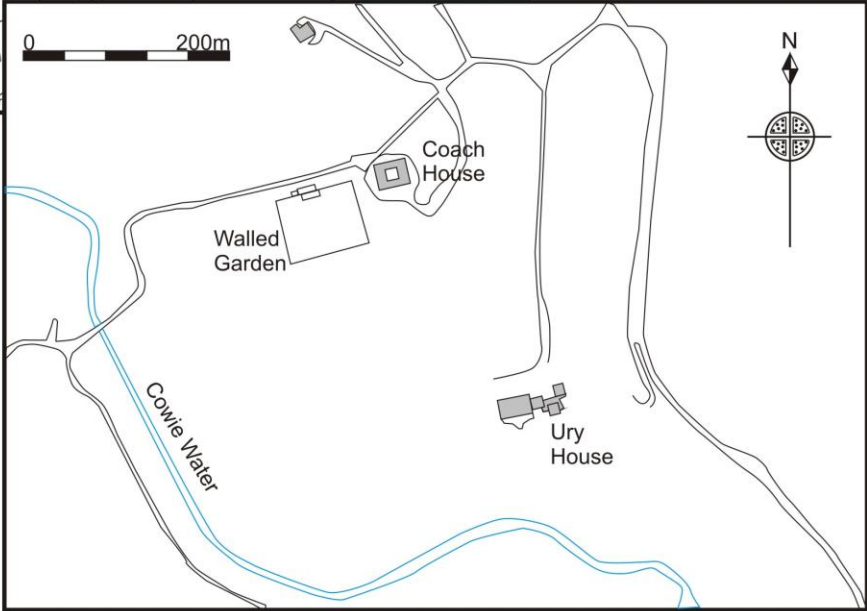 0 200m
N
Coach
House
Walled
Garden
Cowie Water
Ury
House